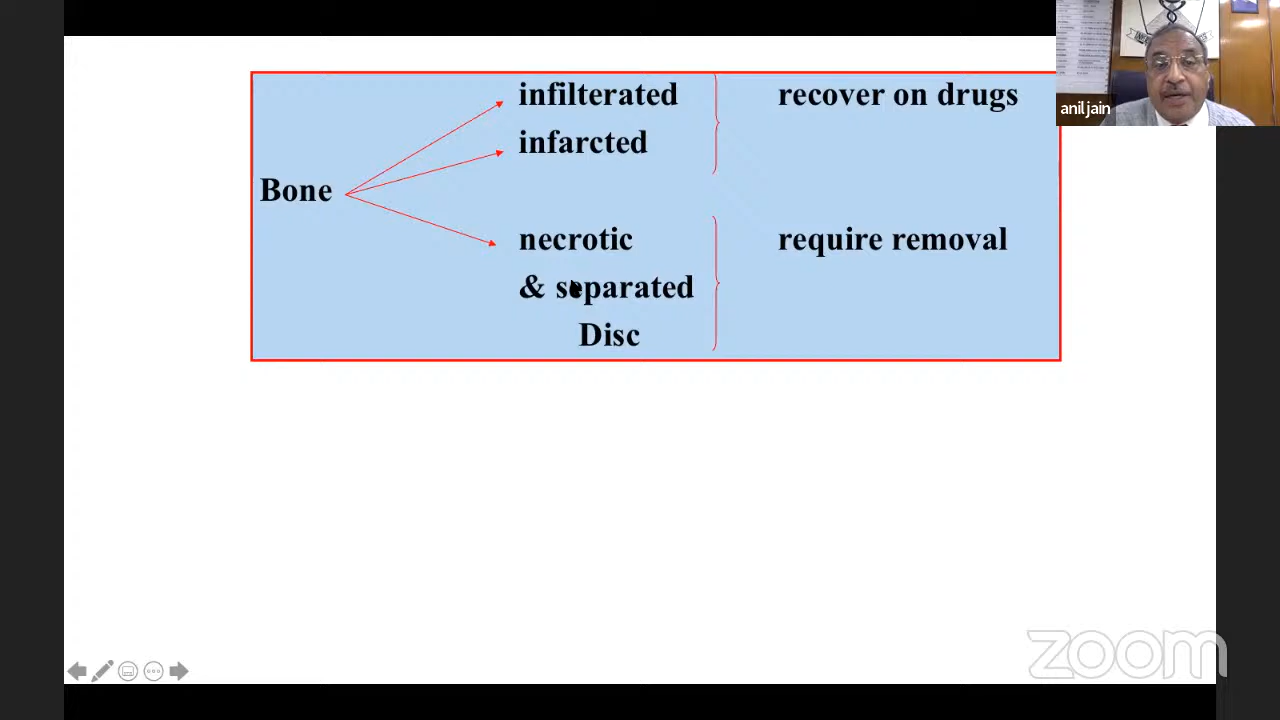 infilterated recover on drugs
infarcted
Bone
necrotic require removal
& separated
Disc
anil jain
zoom